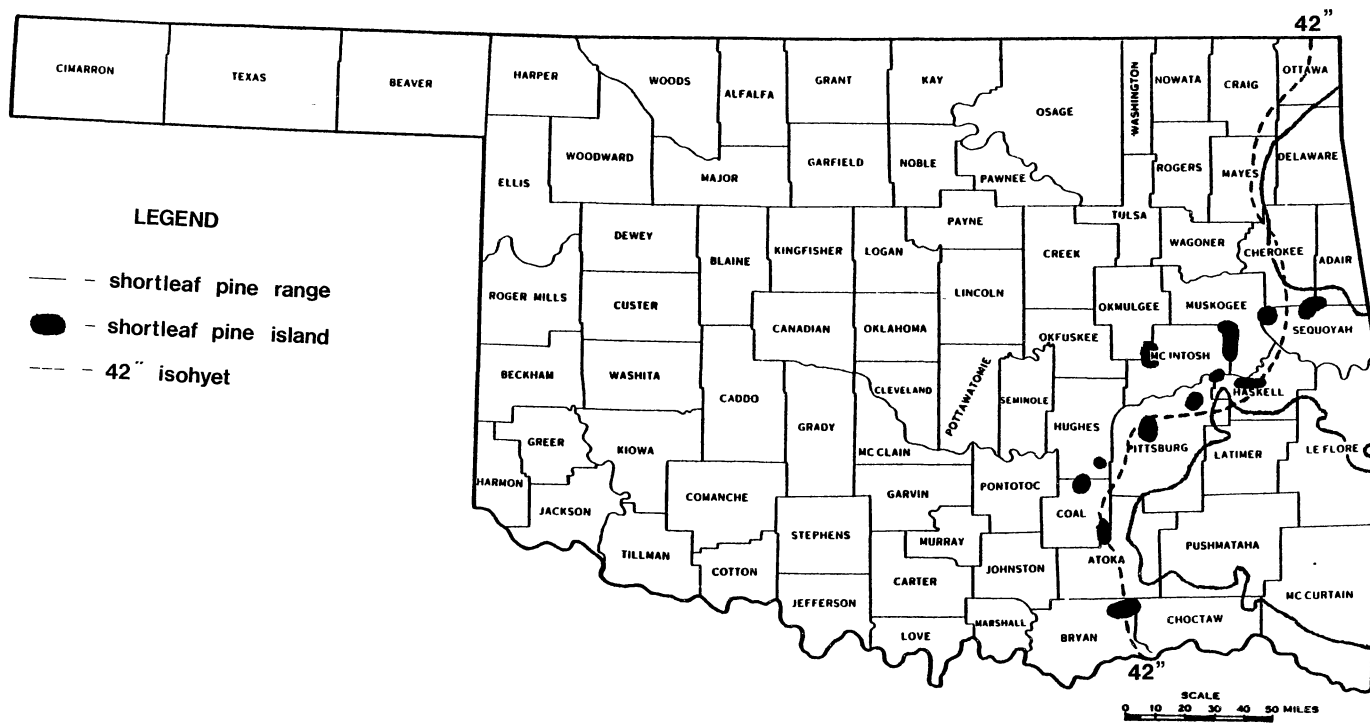 42”
CIMARRON
TEXAS
BEAVER
HARPER
WOODS
ALFALFA
GRANT
KAY
OSAGE
WASHINGTON
NOWATA
CRAIG
OTTAWA
ELLIS
WOODWARD
MAJOR
GARFIELD
NOBLE
PAWNEE
ROGERS
MAYES
DELAWARE
LEGEND
shortleaf pine range
shortleaf pine island
42" isohyet
DEWEY
BLAINE
KINGFISHER
LOGAN
PAYNE
CREEK
TULSA
WAGONER
CHEROKEE
ADAIR
ROGER MILLS
CUSTER
CANADIAN
OKLAHOMA
LINCOLN
OKFUSKEE
OKMULGEE
MUSKOGEE
SEQUOYAH
MC INTOSH
BECKHAM
WASHITA
CADDO
GRADY
CLEVELAND
POTTAWATOMIE
SEMINOLE
HUGHES
HASKELL
PITTSBURG
LATIMER
LE FLORE
GREER
KIOWA
MC CLAIN
HARMON
JACKSON
COMANCHE
GARVIN
PONTOTOC
COAL
TILLMAN
STEPHENS
MURRAY
PUSHMATAHA
COTTON
CARTER
JOHNSTON
ATOKA
JEFFERSON
MC CURTAIN
LOVE
MARSHALL
BRYAN
CHOCTAW
42”
SCALE
0 10 20 30 40 50 MILES